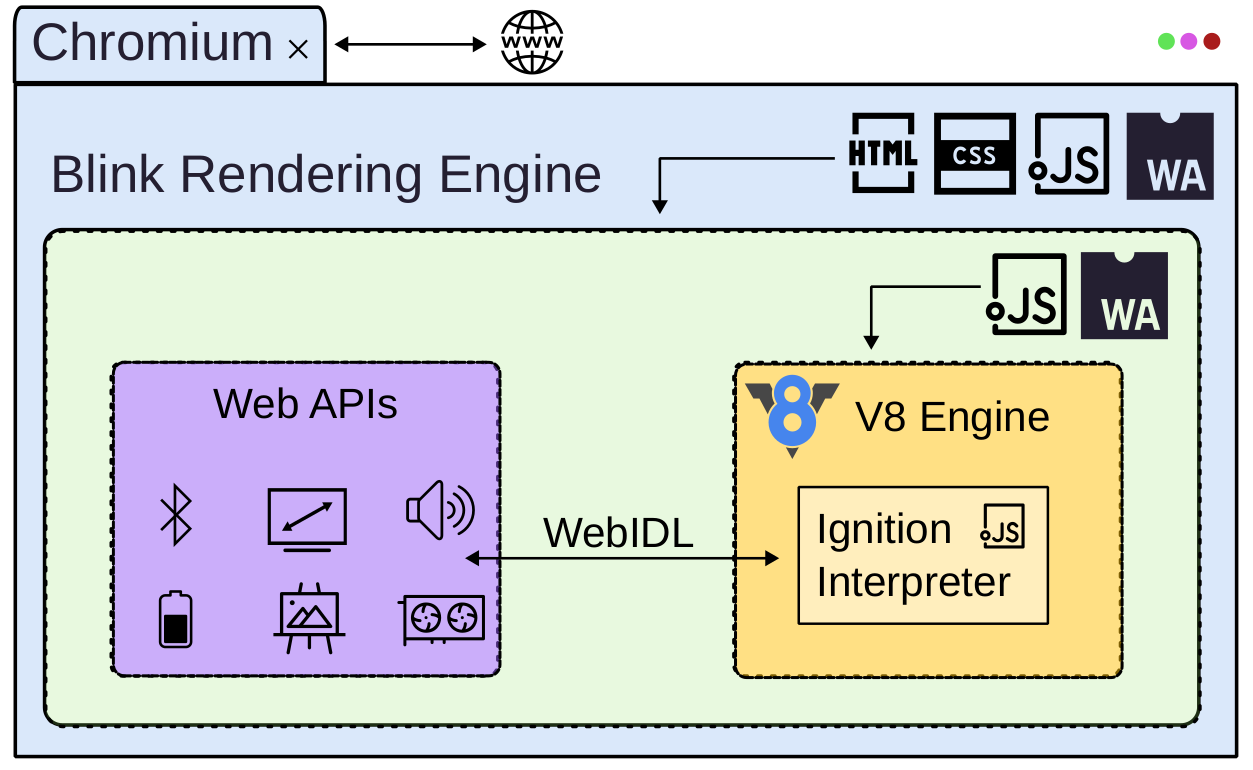 Chromium ×
www
Blink Rendering Engine
HTML CSS JS WA
JS WA
Web APIs
8 V8 Engine
WebIDL
Ignition JS
Interpreter